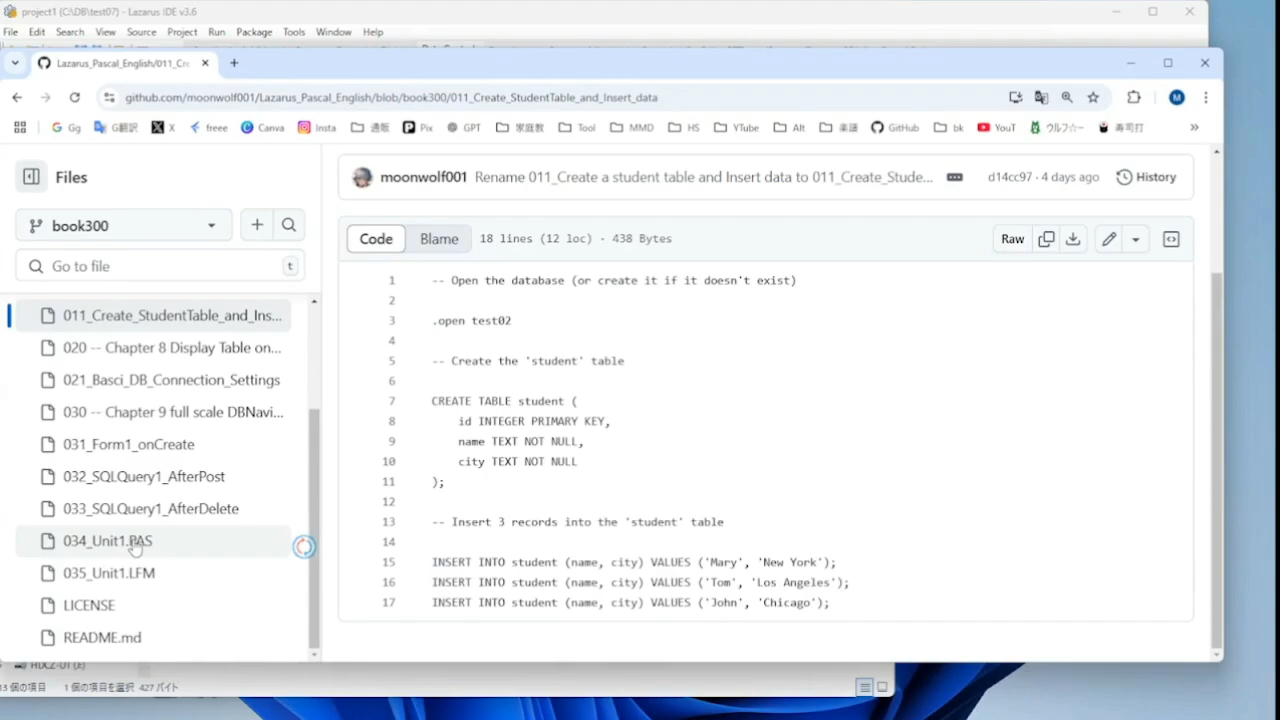 project1 (C:\DB\test07) - Lazarus IDE v3.6
File Edit Search View Source Project Run Package Tools Window Help
Lazarus_Pascal_English/011_Cre
github.com/moonwolf001/Lazarus_Pascal_English/blob/book300/011_Create_StudentTable_and_Insert_data
Gg G翻訳 X freee Canva Insta 通販 Pix GPT 家庭教 Tool MMD HS YTube Alt 楽譜 GitHub bk YouT ウルフ☆ー 寿司打 »
Files
book300
Go to file t
011_Create_StudentTable_and_Ins...
020 -- Chapter 8 Display Table on...
021_Basci_DB_Connection_Settings
030 -- Chapter 9 full scale DBNavi...
031_Form1_onCreate
032_SQLQuery1_AfterPost
033_SQLQuery1_AfterDelete
034_Unit1.PAS
035_Unit1.LFM
LICENSE
README.md
moonwolf001 Rename 011_Create a student table and Insert data to 011_Create_Stude... d14cc97 · 4 days ago History
Code Blame 18 lines (12 loc) · 438 Bytes Raw
1 -- Open the database (or create it if it doesn't exist)
2
3 .open test02
4
5 -- Create the 'student' table
6
7 CREATE TABLE student (
8 id INTEGER PRIMARY KEY,
9 name TEXT NOT NULL,
10 city TEXT NOT NULL
11 );
12
13 -- Insert 3 records into the 'student' table
14
15 INSERT INTO student (name, city) VALUES ('Mary', 'New York');
16 INSERT INTO student (name, city) VALUES ('Tom', 'Los Angeles');
17 INSERT INTO student (name, city) VALUES ('John', 'Chicago');
13 個の項目 1 個の項目を選択 427 バイト